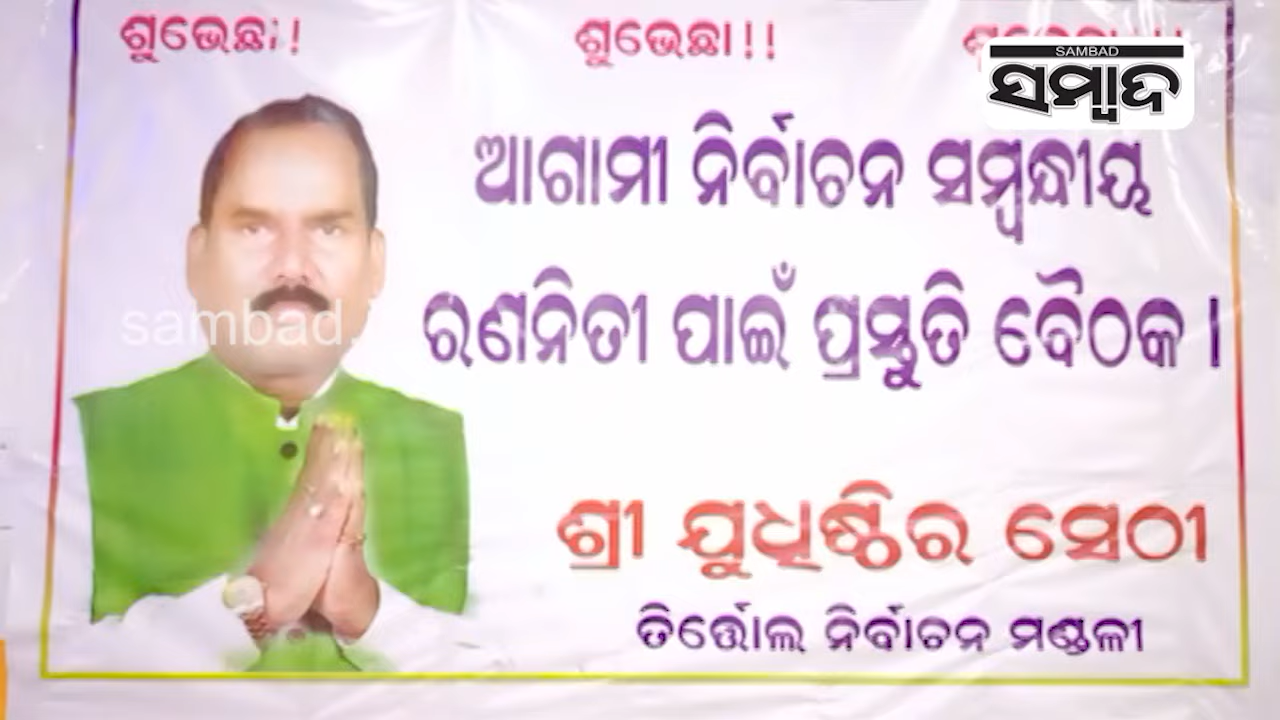 ଶୁଭେଚ୍ଛା!! ଶୁଭେଚ୍ଛା!!
SAMBAD
ସମ୍ବାଦ
ଆଗାମୀ ନିର୍ବାଚନ ସମ୍ବନ୍ଧୀୟ
ରଣନିତୀ ପାଇଁ ପ୍ରସ୍ତୁତି ବୈଠକ ।
sambad.
ଶ୍ରୀ ଯୁଧିଷ୍ଠିର ସେଠୀ
ତିର୍ତ୍ତୋଲ ନିର୍ବାଚନ ମଣ୍ଡଳୀ